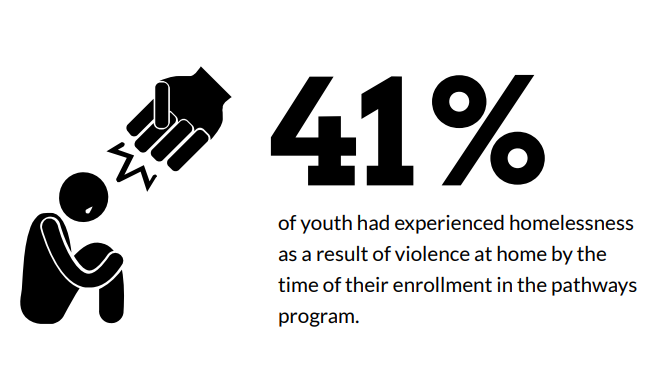 41%
of youth had experienced homelessness
as a result of violence at home by the
time of their enrollment in the pathways
program.